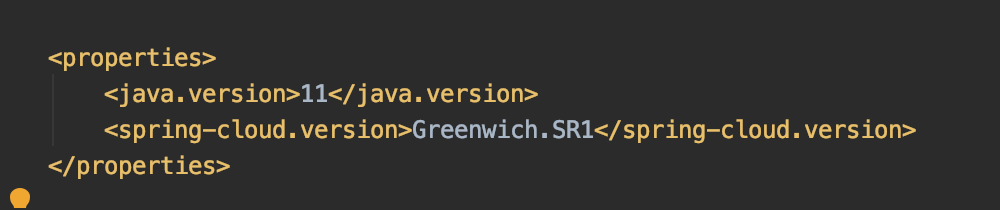 <properties>
<java.version>11</java.version>
<spring-cloud.version>Greenwich.SR1</spring-cloud.version>
</properties>